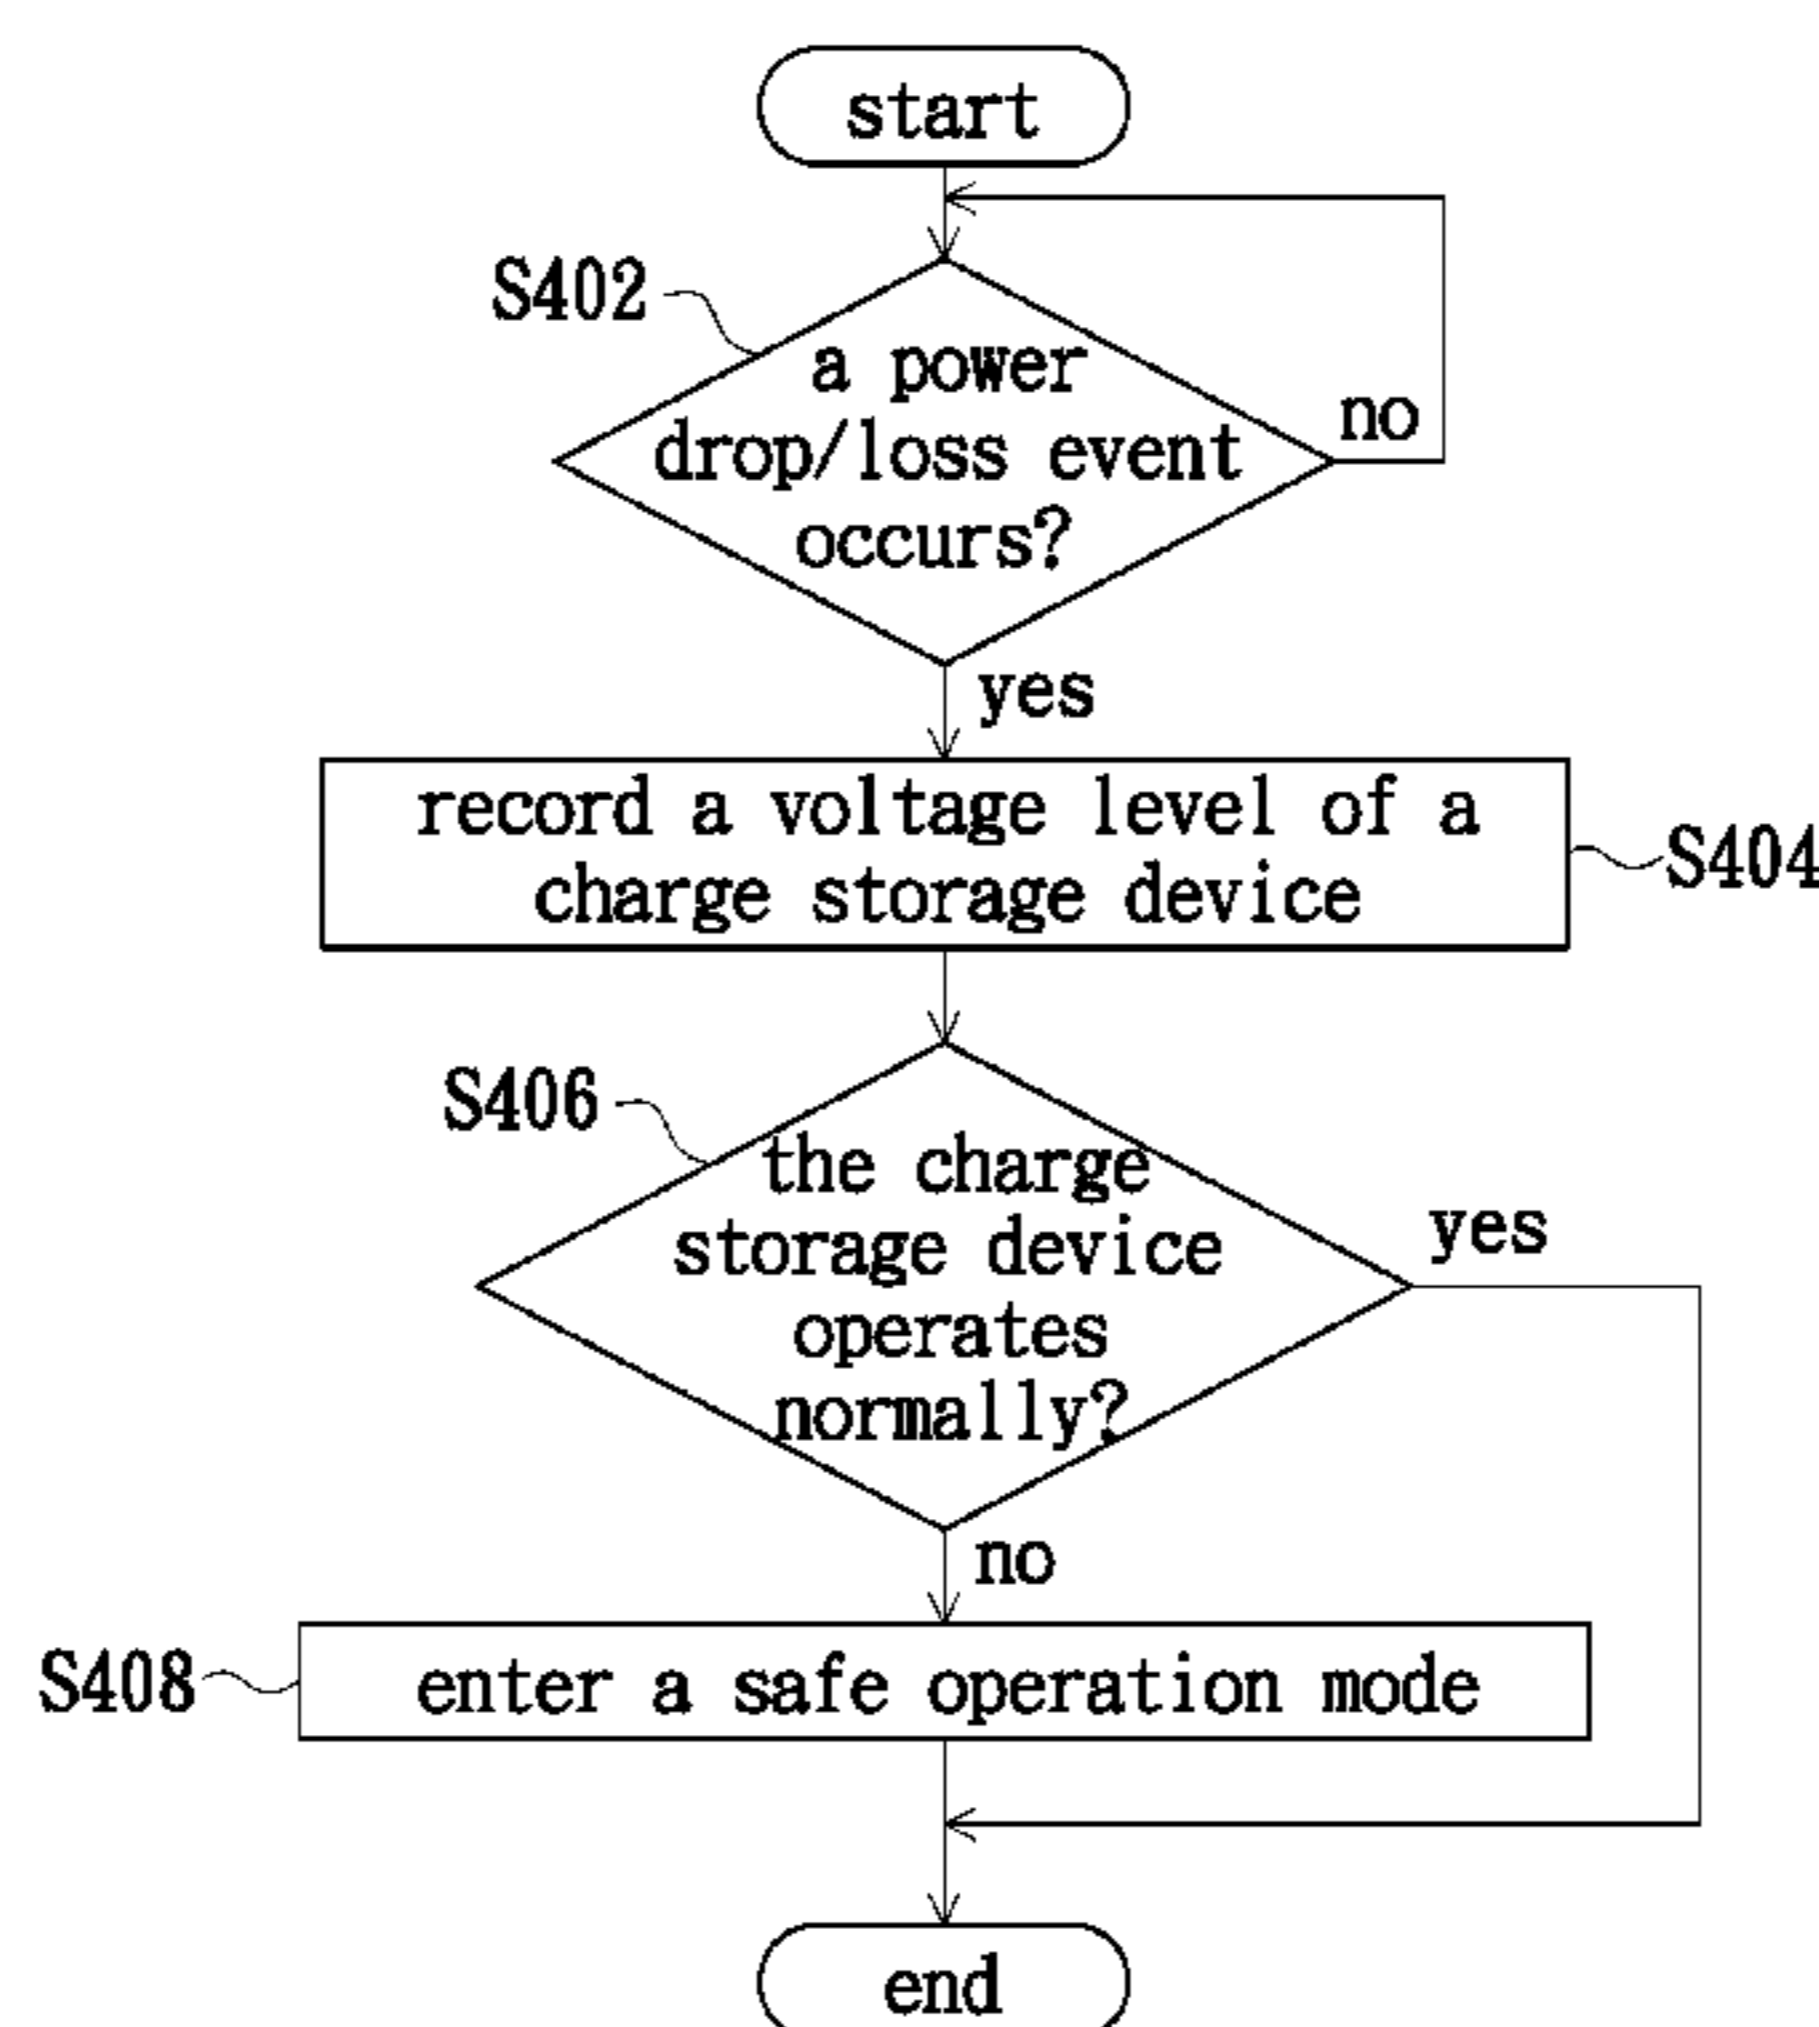 start
S402
a power
drop/loss event
occurs?
no
yes
record a voltage level of a
charge storage device
S404
S406
the charge
storage device
operates
normally?
yes
no
S408
enter a safe operation mode
end